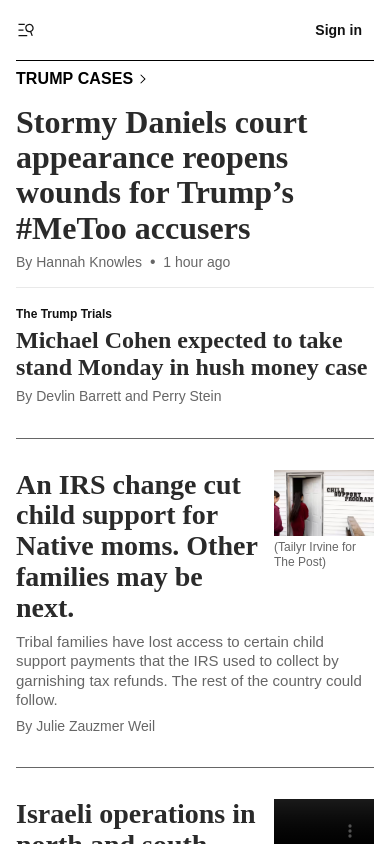 Sign in
TRUMP CASES
Stormy Daniels court
appearance reopens
wounds for Trump’s
#MeToo accusers
By Hannah Knowles • 1 hour ago
The Trump Trials
Michael Cohen expected to take
stand Monday in hush money case
By Devlin Barrett and Perry Stein
An IRS change cut
child support for
Native moms. Other
families may be
next.
CHILD
SUPPORT
PROGRAM
(Tailyr Irvine for
The Post)
Tribal families have lost access to certain child
support payments that the IRS used to collect by
garnishing tax refunds. The rest of the country could
follow.
By Julie Zauzmer Weil
Israeli operations in
north and south